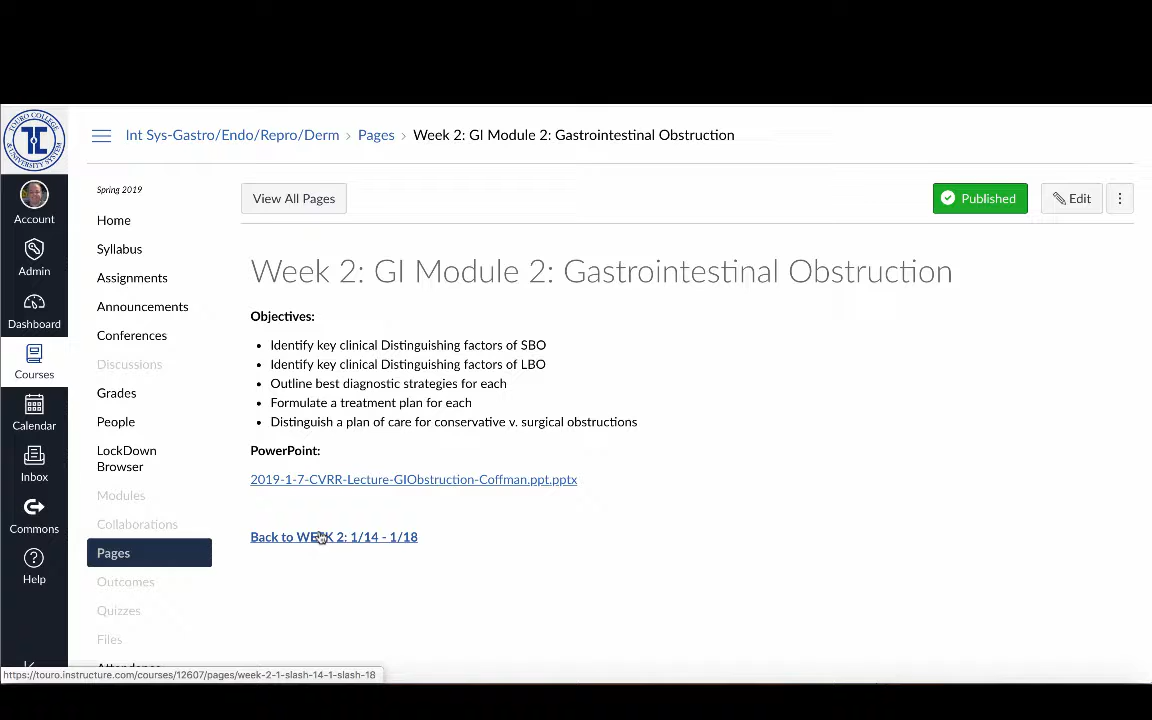 TOURO COLLEGE
& UNIVERSITY SYSTEM
Int Sys-Gastro/Endo/Repro/Derm › Pages › Week 2: GI Module 2: Gastrointestinal Obstruction
Account
Admin
Dashboard
Courses
Calendar
Inbox
Commons
Help
Spring 2019
Home
Syllabus
Assignments
Announcements
Conferences
Discussions
Grades
People
LockDown
Browser
Modules
Collaborations
Pages
Outcomes
Quizzes
Files
View All Pages
Published
Edit
Week 2: GI Module 2: Gastrointestinal Obstruction
Objectives:
• Identify key clinical Distinguishing factors of SBO
• Identify key clinical Distinguishing factors of LBO
• Outline best diagnostic strategies for each
• Formulate a treatment plan for each
• Distinguish a plan of care for conservative v. surgical obstructions
PowerPoint:
2019-1-7-CVRR-Lecture-GIObstruction-Coffman.ppt.pptx
Back to WEEK 2: 1/14 - 1/18
https://touro.instructure.com/courses/12607/pages/week-2-1-slash-14-1-slash-18